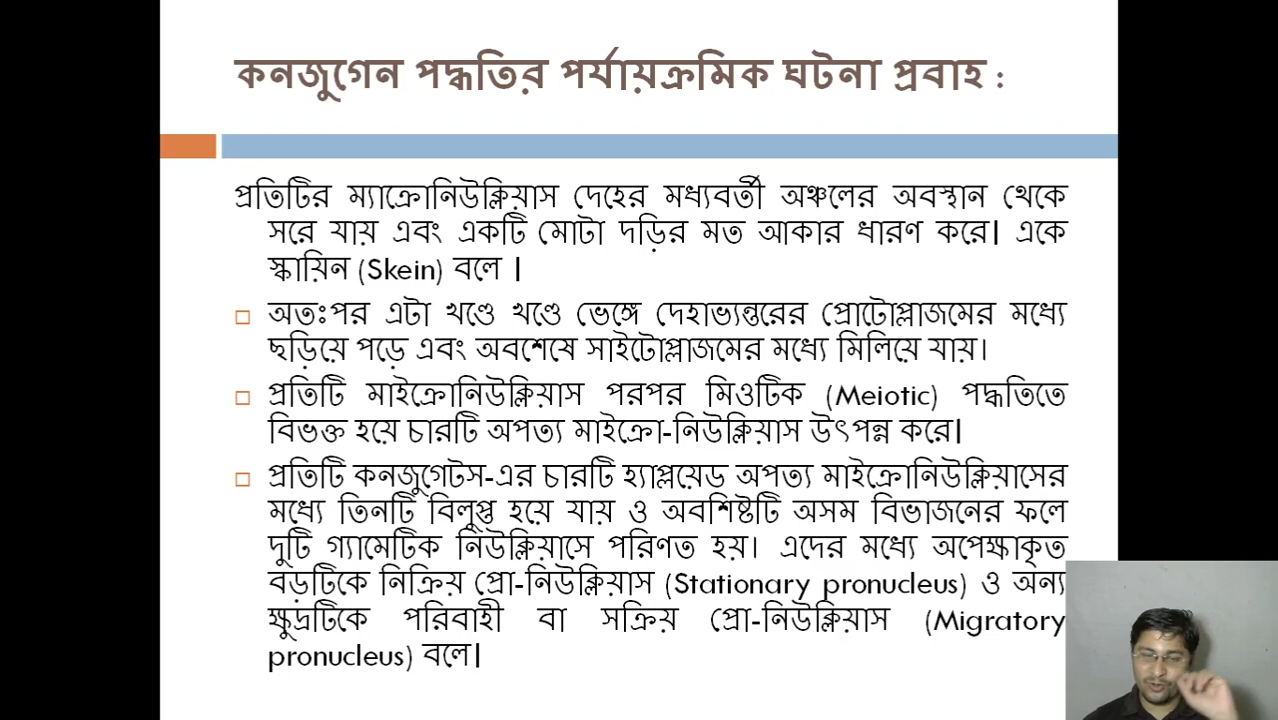 কনজুগেন পদ্ধতির পর্যায়ক্রমিক ঘটনা প্রবাহ :
প্রতিটির ম্যাক্রোনিউক্লিয়াস দেহের মধ্যবর্তী অঞ্চলের অবস্থান থেকে
সরে যায় এবং একটি মোটা দড়ির মত আকার ধারণ করে। একে
স্কায়িন (Skein) বলে ।
অতঃপর এটা খণ্ডে খণ্ডে ভেঙ্গে দেহাভ্যন্তরের প্রোটোপ্লাজমের মধ্যে
ছড়িয়ে পড়ে এবং অবশেষে সাইটোপ্লাজমের মধ্যে মিলিয়ে যায়।
প্রতিটি মাইক্রোনিউক্লিয়াস পরপর মিওটিক (Meiotic) পদ্ধতিতে
বিভক্ত হয়ে চারটি অপত্য মাইক্রো-নিউক্লিয়াস উৎপন্ন করে।
প্রতিটি কনজুগেটস-এর চারটি হ্যাপ্লয়েড অপত্য মাইক্রোনিউক্লিয়াসের
মধ্যে তিনটি বিলুপ্ত হয়ে যায় ও অবশিষ্টটি অসম বিভাজনের ফলে
দুটি গ্যামেটিক নিউক্লিয়াসে পরিণত হয়। এদের মধ্যে অপেক্ষাকৃত
বড়টিকে নিক্রিয় প্রো-নিউক্লিয়াস (Stationary pronucleus) ও অন্য
ক্ষুদ্রটিকে পরিবাহী বা সক্রিয় প্রো-নিউক্লিয়াস (Migratory
pronucleus) বলে।